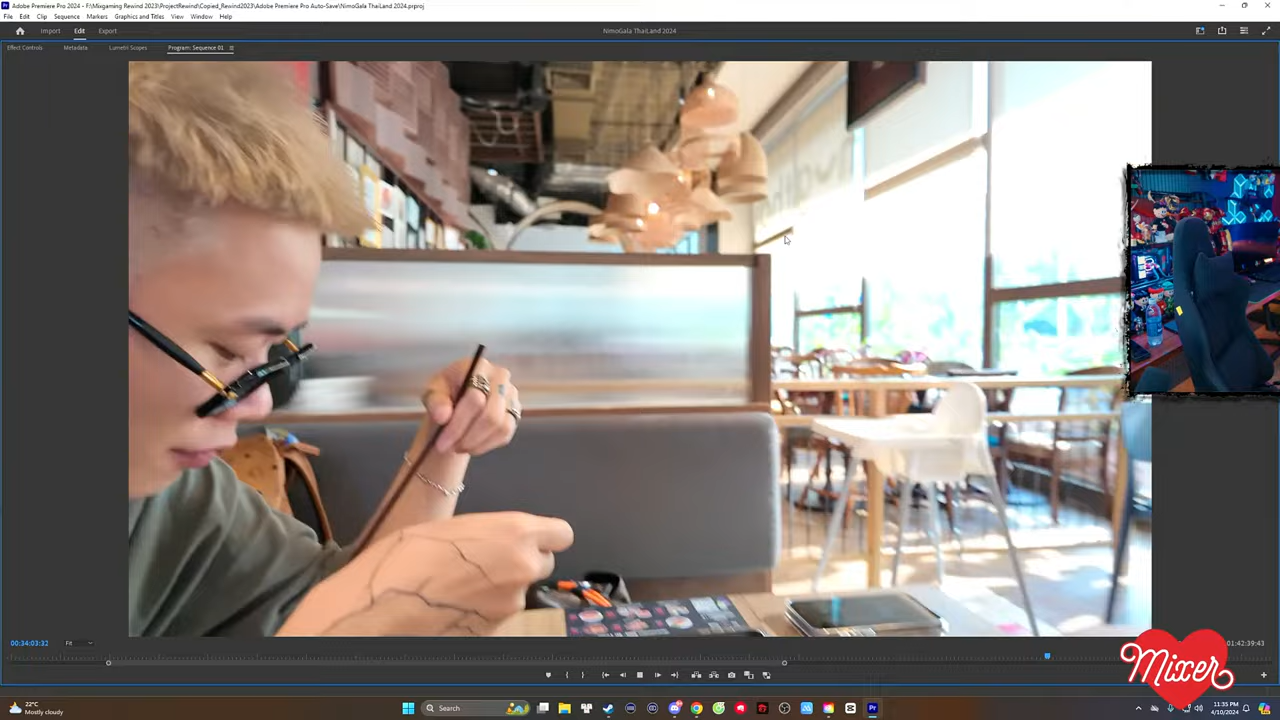 Adobe Premiere Pro 2024 - F:\Mixgaming Rewind 2023\ProjectRewind\Copied_Rewind2023\Adobe Premiere Pro Auto-Save\NimoGala ThaiLand 2024.prproj
File Edit Clip Sequence Markers Graphics and Titles View Window Help
Import Edit Export
NimoGala ThaiLand 2024
Effect Controls Metadata Lumetri Scopes Program: Sequence 01
00:34:03:32 Fit
01:42:39:43
Mixer
22°C
Mostly cloudy
Search
11:35 PM
4/10/2024